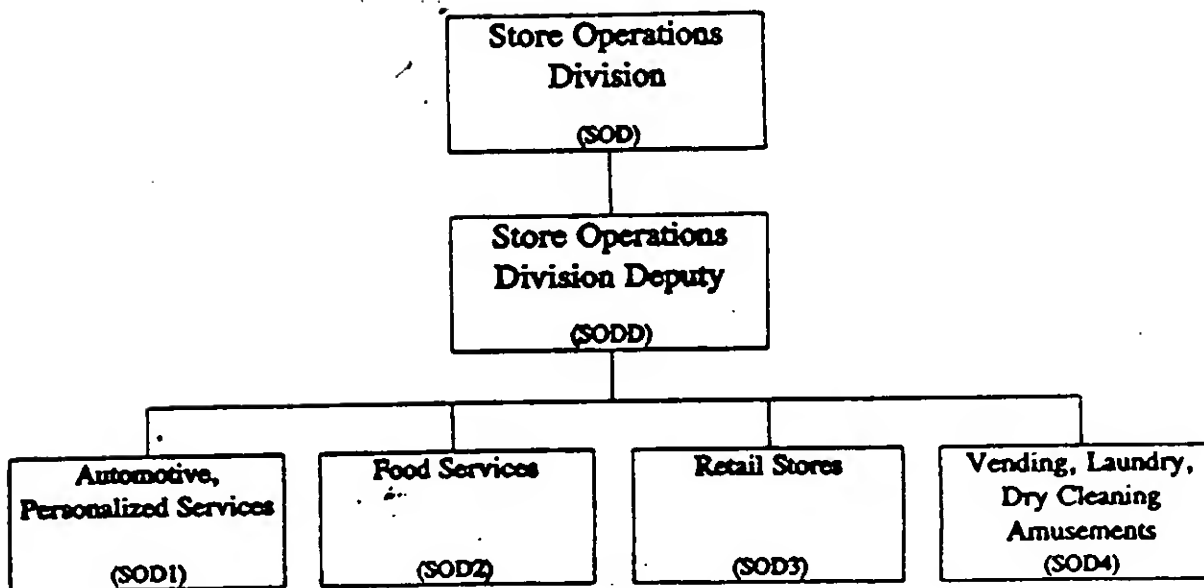 Store Operations
Division
(SOD)
Store Operations
Division Deputy
(SODD)
Automotive,
Personalized Services
(SOD1)
Food Services
(SOD2)
Retail Stores
(SOD3)
Vending, Laundry,
Dry Cleaning
Amusements
(SOD4)